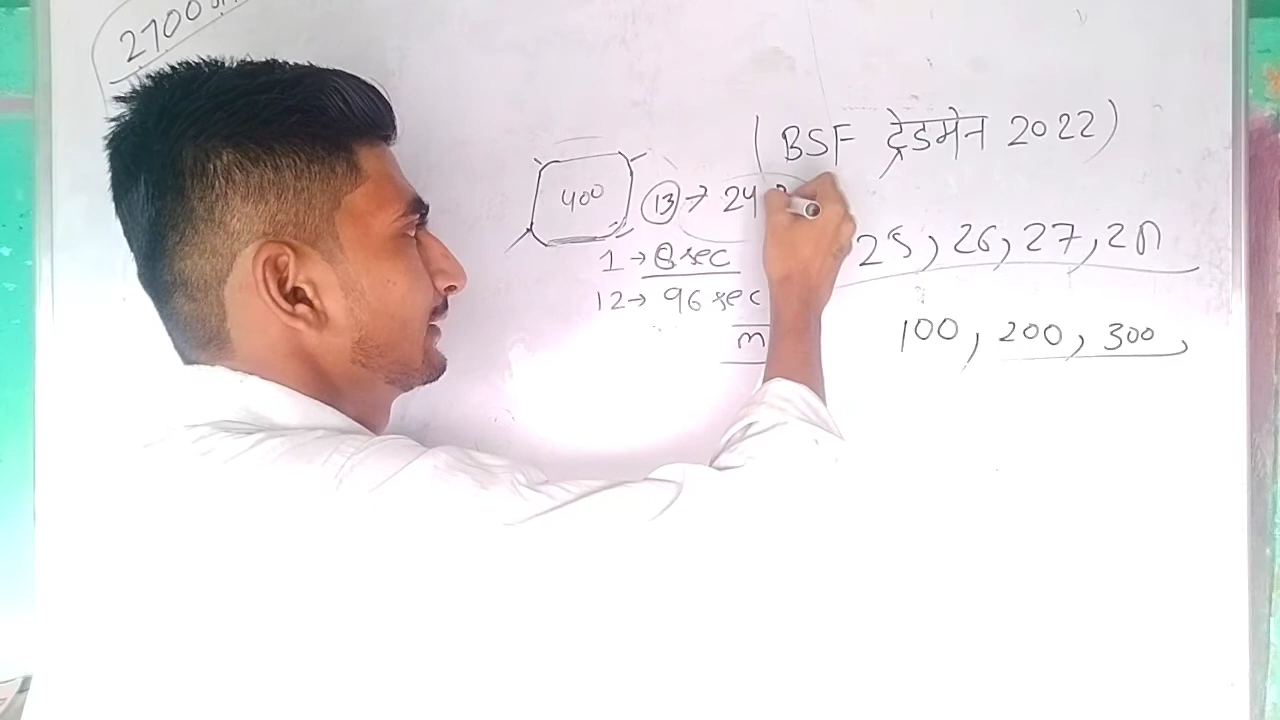 2700
( BSF ट्रेडमेन 2022 )
400
13 → 24
1 → 8 sec
25, 26, 27, 28
12 → 96 sec
100, 200, 300,
m